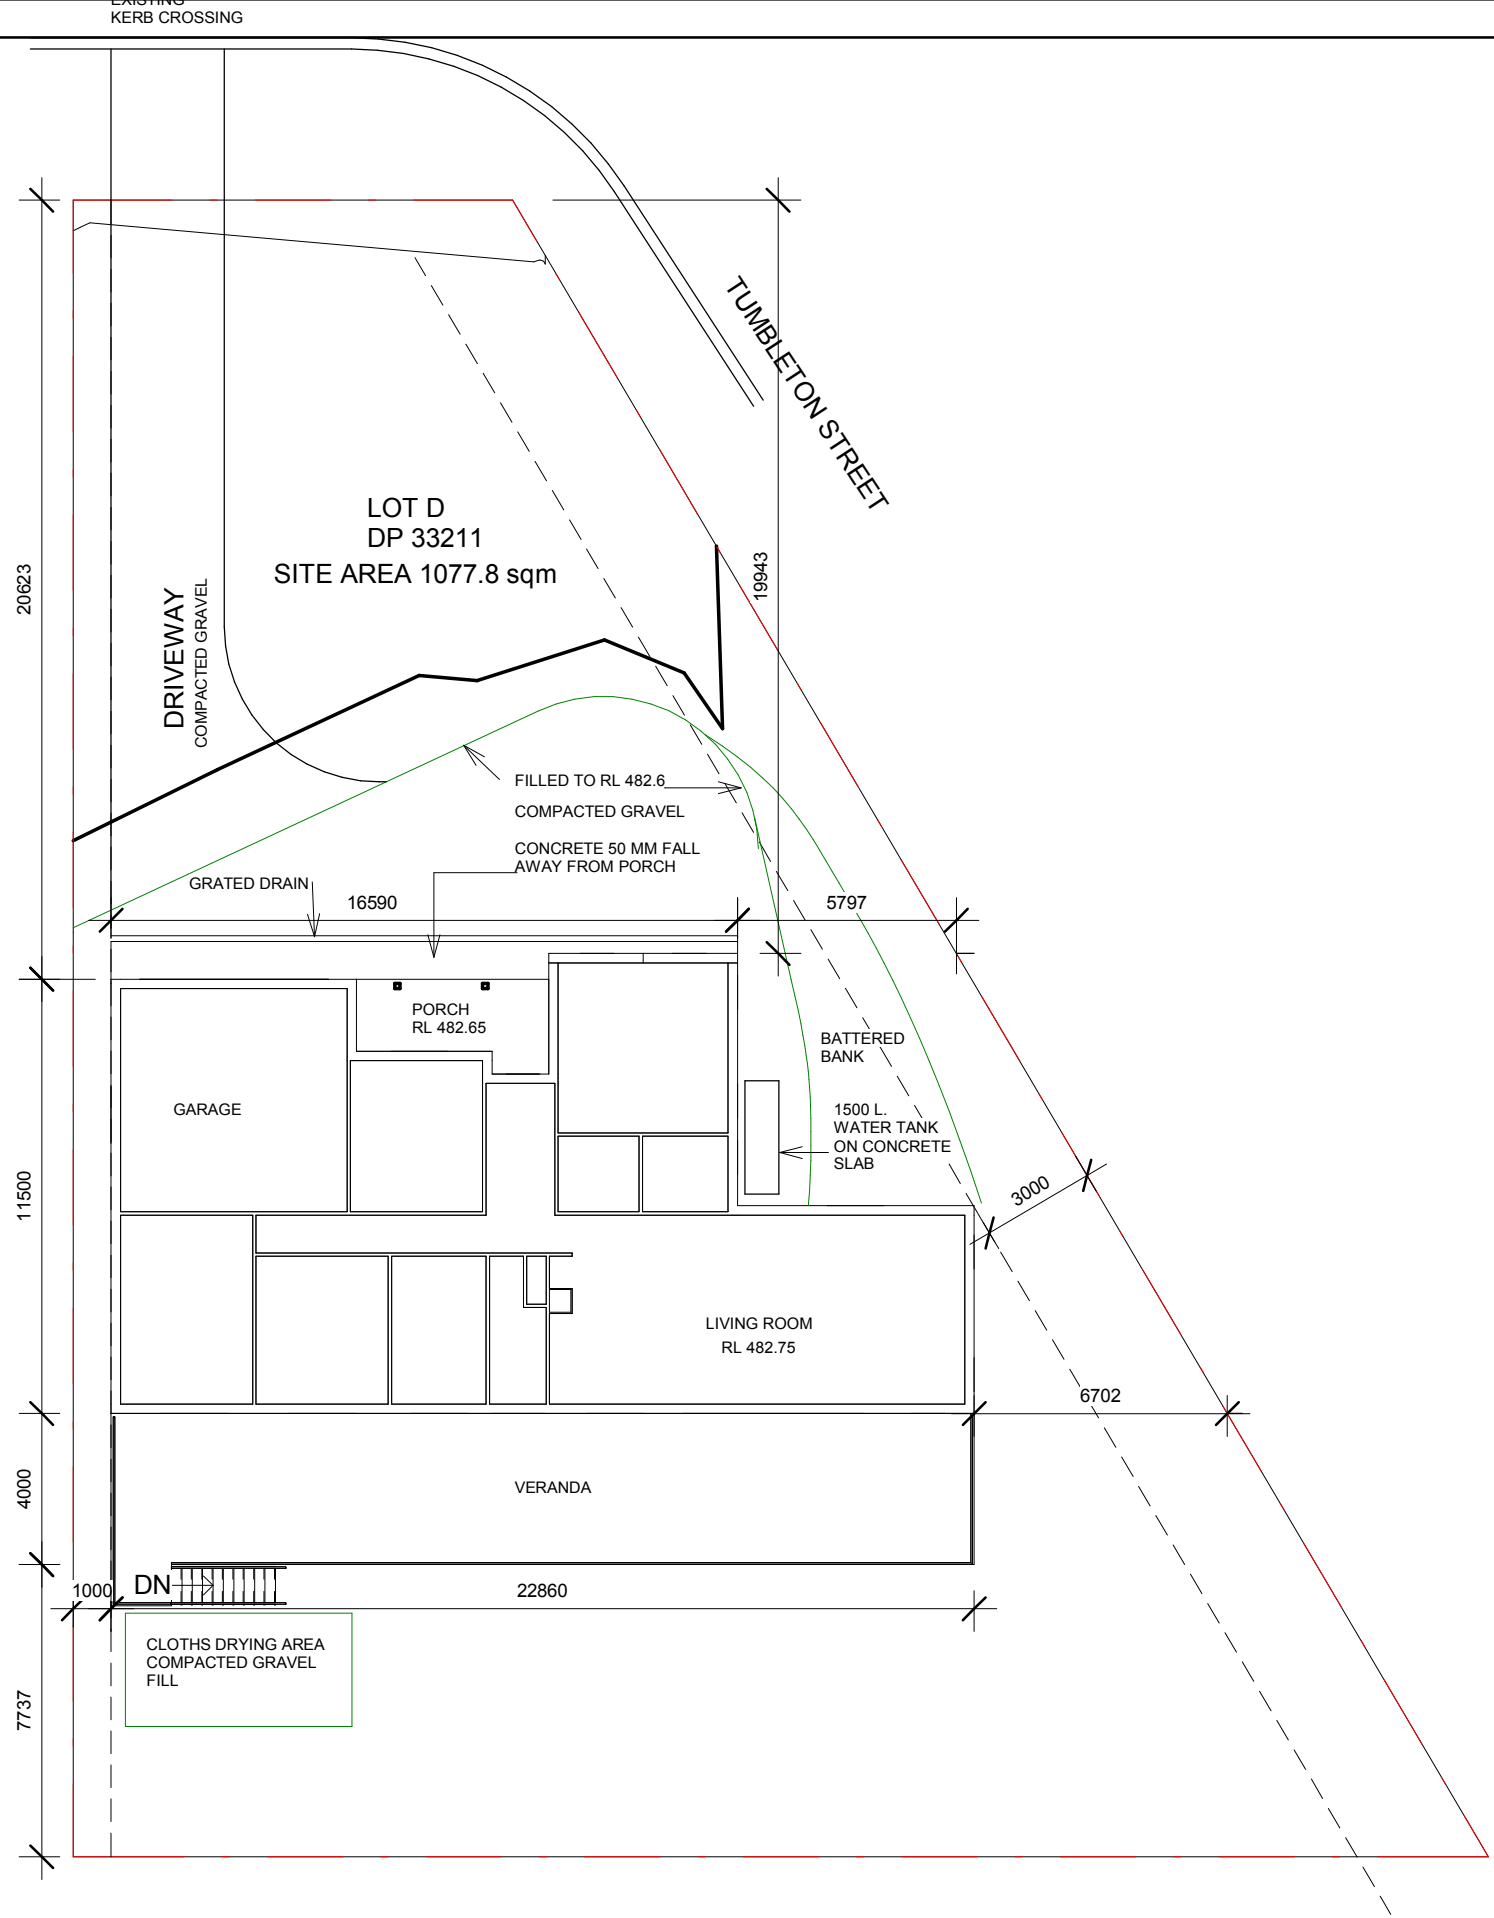 EXISTING
KERB CROSSING
TUMBLETON STREET
LOT D
DP 33211
SITE AREA 1077.8 sqm
20623
19943
DRIVEWAY
COMPACTED GRAVEL
FILLED TO RL 482.6
COMPACTED GRAVEL
CONCRETE 50 MM FALL
AWAY FROM PORCH
GRATED DRAIN
16590
5797
PORCH
RL 482.65
BATTERED
BANK
GARAGE
1500 L.
WATER TANK
ON CONCRETE
SLAB
11500
3000
LIVING ROOM
RL 482.75
6702
4000
VERANDA
1000
DN
22860
CLOTHS DRYING AREA
COMPACTED GRAVEL
FILL
7737